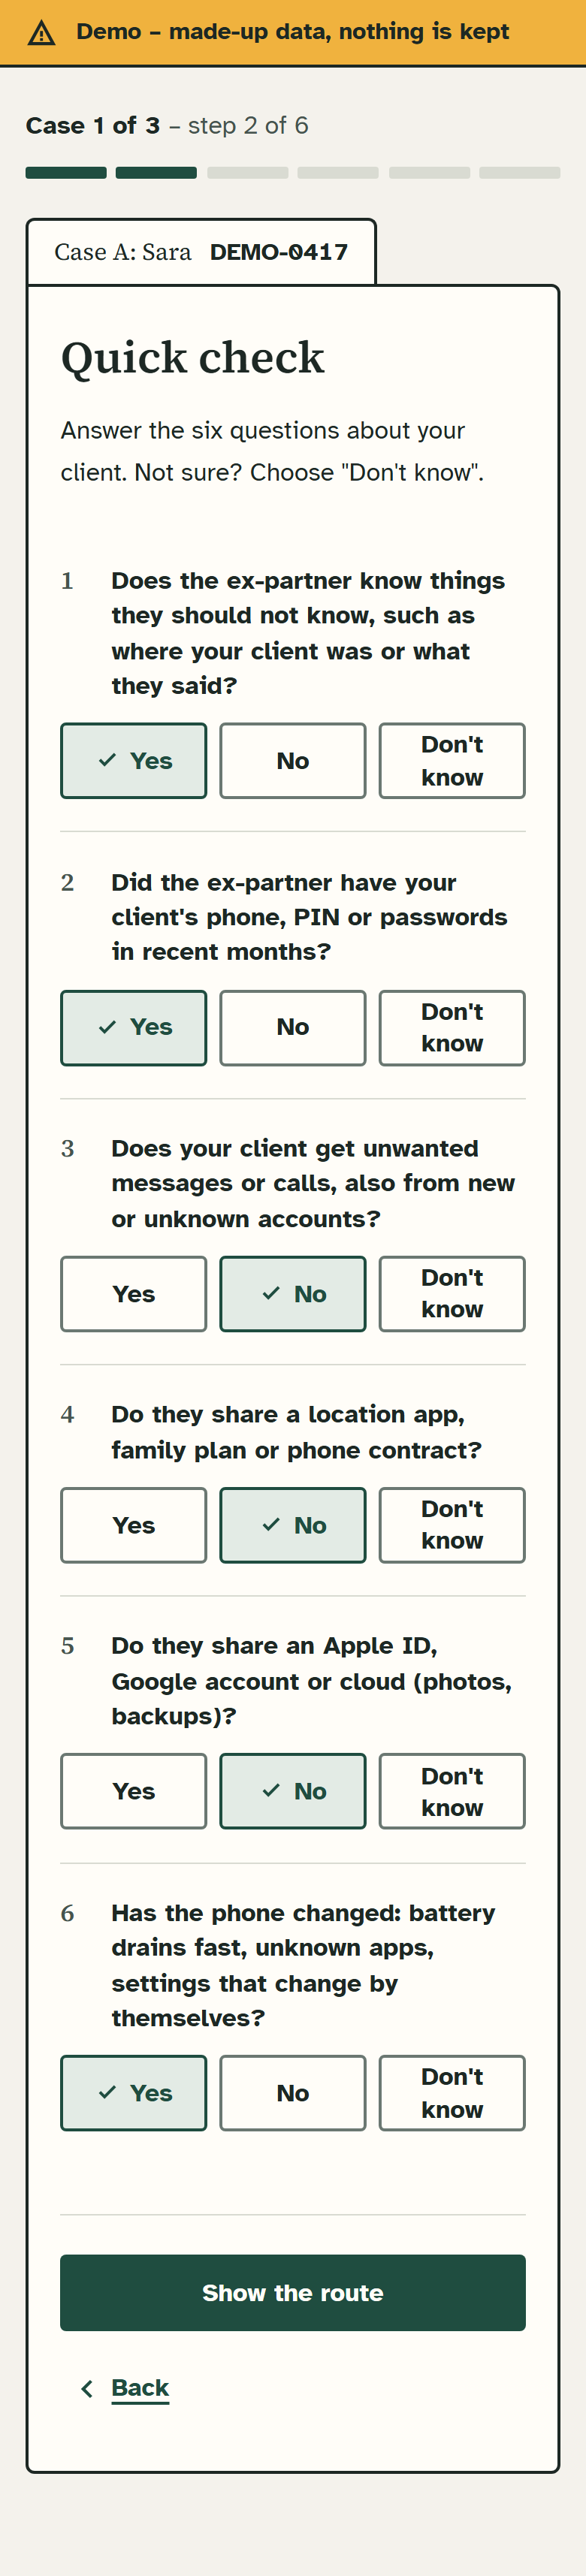 Demo – made-up data, nothing is kept
Case 1 of 3 – step 2 of 6
Case A: Sara DEMO-0417
Quick check
Answer the six questions about your
client. Not sure? Choose "Don't know".
1 Does the ex-partner know things
they should not know, such as
where your client was or what
they said?
Yes No Don't
know
2 Did the ex-partner have your
client's phone, PIN or passwords
in recent months?
Yes No Don't
know
3 Does your client get unwanted
messages or calls, also from new
or unknown accounts?
Yes No Don't
know
4 Do they share a location app,
family plan or phone contract?
Yes No Don't
know
5 Do they share an Apple ID,
Google account or cloud (photos,
backups)?
Yes No Don't
know
6 Has the phone changed: battery
drains fast, unknown apps,
settings that change by
themselves?
Yes No Don't
know
Show the route
Back